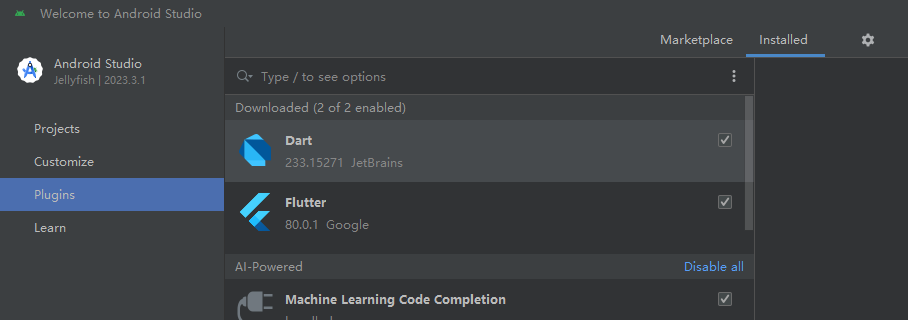 Welcome to Android Studio
Marketplace Installed
Android Studio
Jellyfish | 2023.3.1
Type / to see options
Downloaded (2 of 2 enabled)
Projects
Dart
Customize
233.15271 JetBrains
Plugins
Flutter
Learn
80.0.1 Google
AI-Powered Disable all
Machine Learning Code Completion